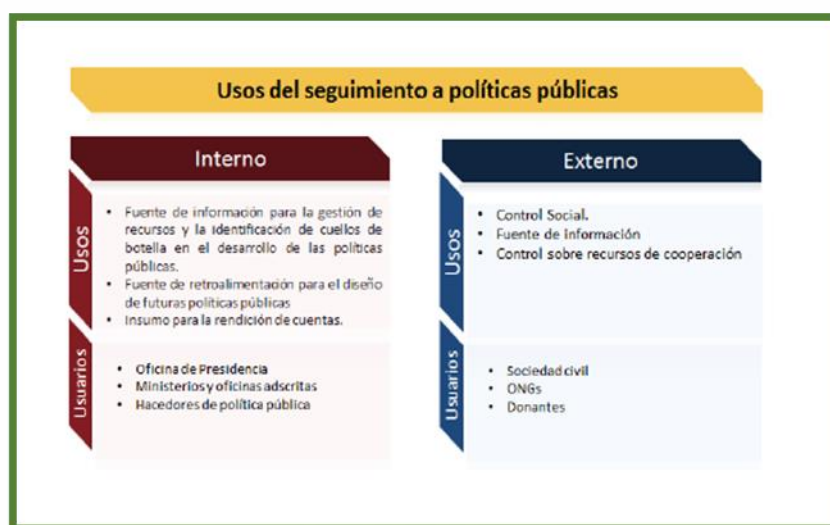 Usos del seguimiento a políticas públicas
Interno
Usos
• Fuente de información para la gestión de
recursos y la identificación de cuellos de
botella en el desarrollo de las políticas
públicas.
• Fuente de retroalimentación para el diseño
de futuras políticas públicas
• Insumo para la rendición de cuentas.
Usuarios
• Oficina de Presidencia
• Ministerios y oficinas adscritas
• Hacedores de política pública
Externo
Usos
• Control Social.
• Fuente de Información
• Control sobre recursos de cooperación
Usuarios
• Sociedad civil
• ONGs
• Donantes